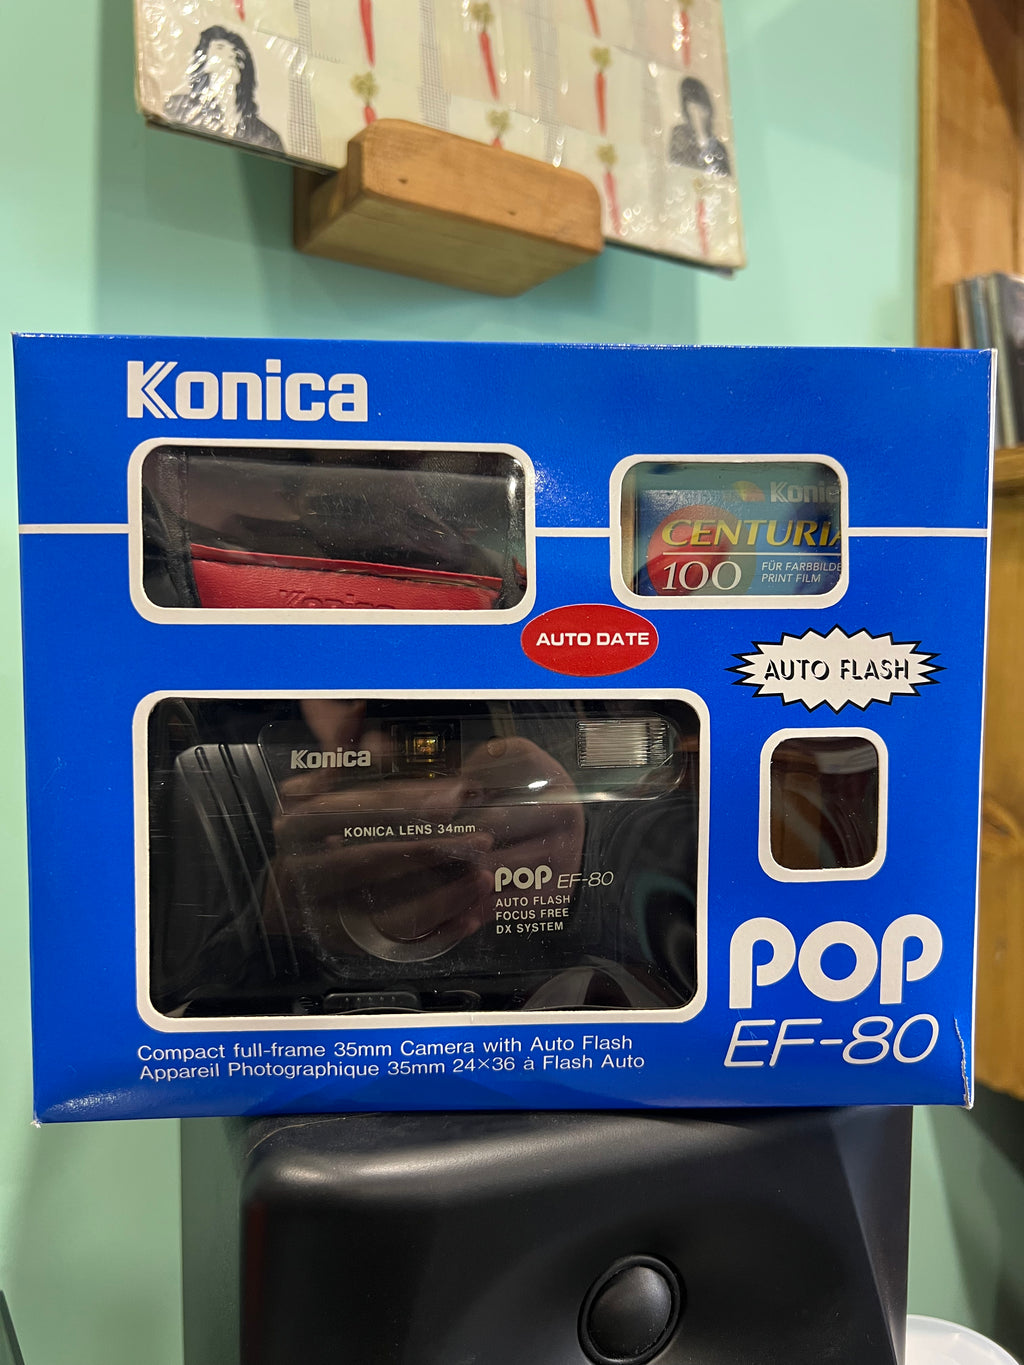 Konica
Konica
Konic
CENTURIA
100
FÜR FARBBILDE
PRINT FILM
AUTO DATE
AUTO FLASH
Konica
KONICA LENS 34mm
POP EF-80
AUTO FLASH
FOCUS FREE
DX SYSTEM
POP
EF-80
Compact full-frame 35mm Camera with Auto Flash
Appareil Photographique 35mm 24×36 à Flash Auto